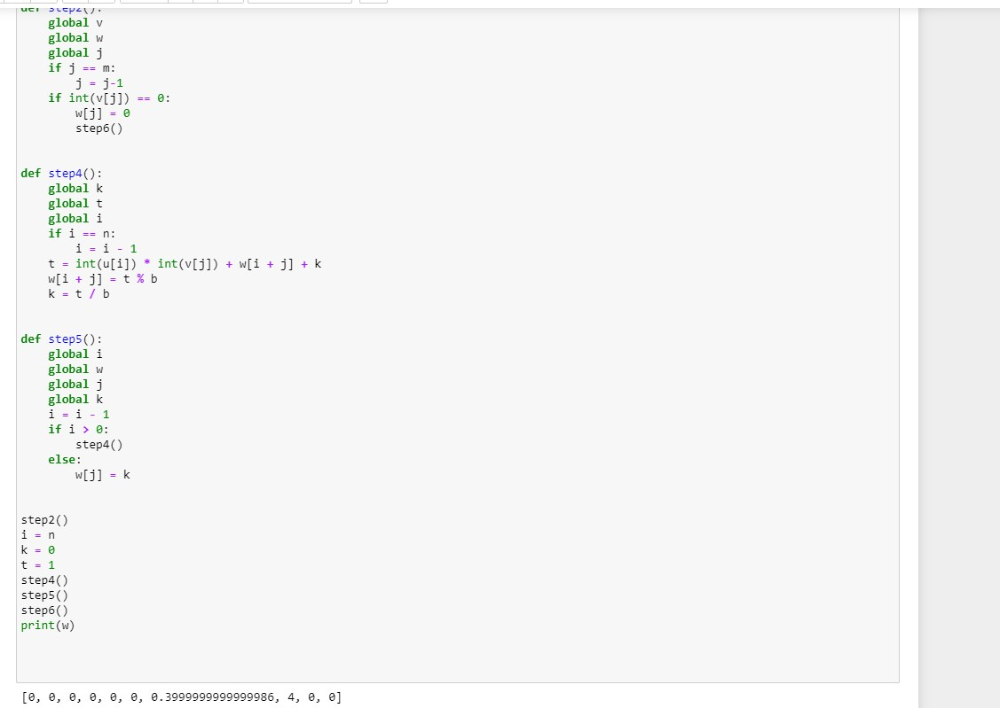 def step2():
    global v
    global w
    global j
    if j == m:
        j = j-1
    if int(v[j]) == 0:
        w[j] = 0
        step6()
def step4():
    global k
    global t
    global i
    if i == n:
        i = i - 1
    t = int(u[i]) * int(v[j]) + w[i + j] + k
    w[i + j] = t % b
    k = t / b
def step5():
    global i
    global w
    global j
    global k
    i = i - 1
    if i > 0:
        step4()
    else:
        w[j] = k
step2()
i = n
k = 0
t = 1
step4()
step5()
step6()
print(w)
[0, 0, 0, 0, 0, 0, 0.3999999999999986, 4, 0, 0]